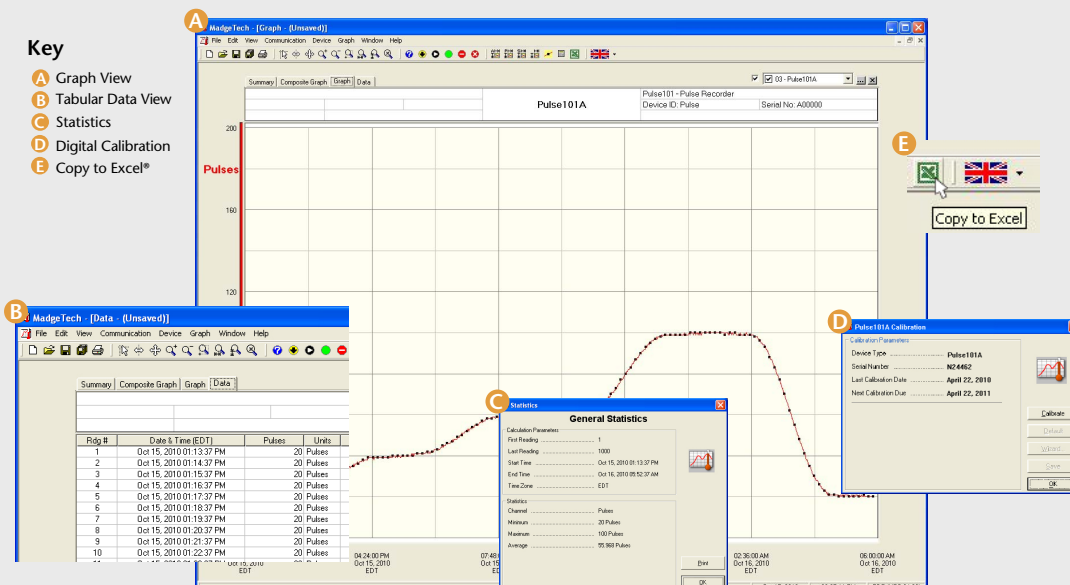 Key
A Graph View
B Tabular Data View
C Statistics
D Digital Calibration
E Copy to Excel®
A
MadgeTech - [Graph - (Unsaved)]
File Edit View Communication Device Graph Window Help
Summary Composite Graph Graph Data
03 - Pulse101A
Pulse101A
Pulse101 - Pulse Recorder
Device ID: Pulse Serial No: A00000
200
Pulses
160
120
04:24:00 PM
Oct 15, 2010
EDT
07:48
Oct 15
02:36:00 AM
Oct 16, 2010
EDT
06:00:00 AM
Oct 16, 2010
EDT
EDT
E
Copy to Excel
B
MadgeTech - [Data - (Unsaved)]
File Edit View Communication Device Graph Window Help
Summary Composite Graph Graph Data
Rdg # Date & Time (EDT) Pulses Units
1 Oct 15, 2010 01:13:37 PM 20 Pulses
2 Oct 15, 2010 01:14:37 PM 20 Pulses
3 Oct 15, 2010 01:15:37 PM 20 Pulses
4 Oct 15, 2010 01:16:37 PM 20 Pulses
5 Oct 15, 2010 01:17:37 PM 20 Pulses
6 Oct 15, 2010 01:18:37 PM 20 Pulses
7 Oct 15, 2010 01:19:37 PM 20 Pulses
8 Oct 15, 2010 01:20:37 PM 20 Pulses
9 Oct 15, 2010 01:21:37 PM 20 Pulses
10 Oct 15, 2010 01:22:37 PM 20 Pulses
C
Statistics
General Statistics
Calculation Parameters
First Reading 1
Last Reading 1000
Start Time Oct 15, 2010 01:13:37 PM
End Time Oct 16, 2010 05:52:37 AM
Time Zone EDT
Statistics
Channel Pulses
Minimum 20 Pulses
Maximum 100 Pulses
Average 55.968 Pulses
Print
OK
D
Pulse101A Calibration
Calibration Parameters
Device Type Pulse101A
Serial Number N24462
Last Calibration Date April 22, 2010
Next Calibration Due April 22, 2011
Calibrate
Default
Wizard
Save
OK